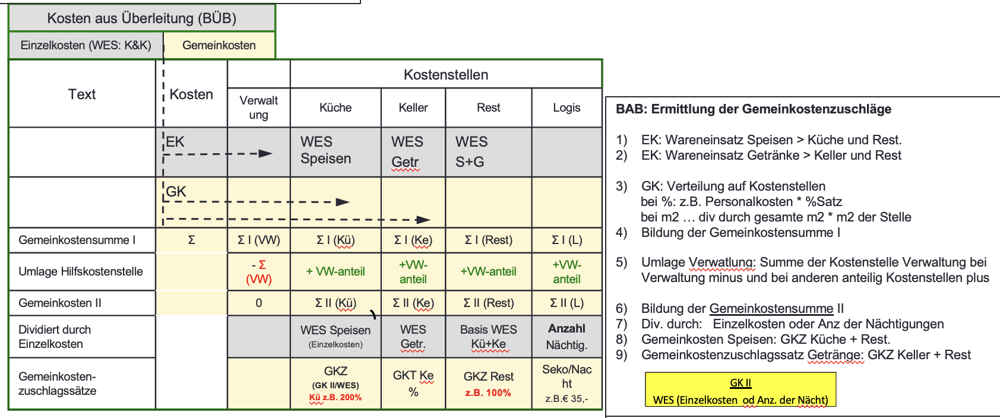 Kosten aus Überleitung (BÜB)
Einzelkosten (WES: K&K)
Gemeinkosten
Text
Kosten
Kostenstellen
Verwalt
ung
Küche
Keller
Rest
Logis
EK
WES
Speisen
WES
Getr
WES
S+G
GK
Gemeinkostensumme I
Σ
Σ I (VW)
Σ I (Kü)
Σ I (Ke)
Σ I (Rest)
Σ I (L)
Umlage Hilfskostenstelle
- Σ
(VW)
+ VW-anteil
+VW-
anteil
+VW-anteil
+VW-
anteil
Gemeinkosten II
0
Σ II (Kü)
Σ II (Ke)
Σ II (Rest)
Σ II (L)
Dividiert durch
Einzelkosten
WES Speisen
(Einzelkosten)
WES
Getr.
Basis WES
Kü+Ke
Anzahl
Nächtig.
Gemeinkosten-
zuschlagssätze
GKZ
(GK II/WES)
Kü z.B. 200%
GKT Ke
%
GKZ Rest
z.B. 100%
Seko/Nac
ht
z.B.€ 35,-
BAB: Ermittlung der Gemeinkostenzuschläge
1) EK: Wareneinsatz Speisen > Küche und Rest.
2) EK: Wareneinsatz Getränke > Keller und Rest
3) GK: Verteilung auf Kostenstellen
bei %: z.B. Personalkosten * %Satz
bei m2 … div durch gesamte m2 * m2 der Stelle
4) Bildung der Gemeinkostensumme I
5) Umlage Verwatlung: Summe der Kostenstelle Verwaltung bei
Verwaltung minus und bei anderen anteilig Kostenstellen plus
6) Bildung der Gemeinkostensumme II
7) Div. durch: Einzelkosten oder Anz der Nächtigungen
8) Gemeinkosten Speisen: GKZ Küche + Rest.
9) Gemeinkostenzuschlagssatz Getränge: GKZ Keller + Rest
GK II
WES (Einzelkosten od Anz. der Nächt)